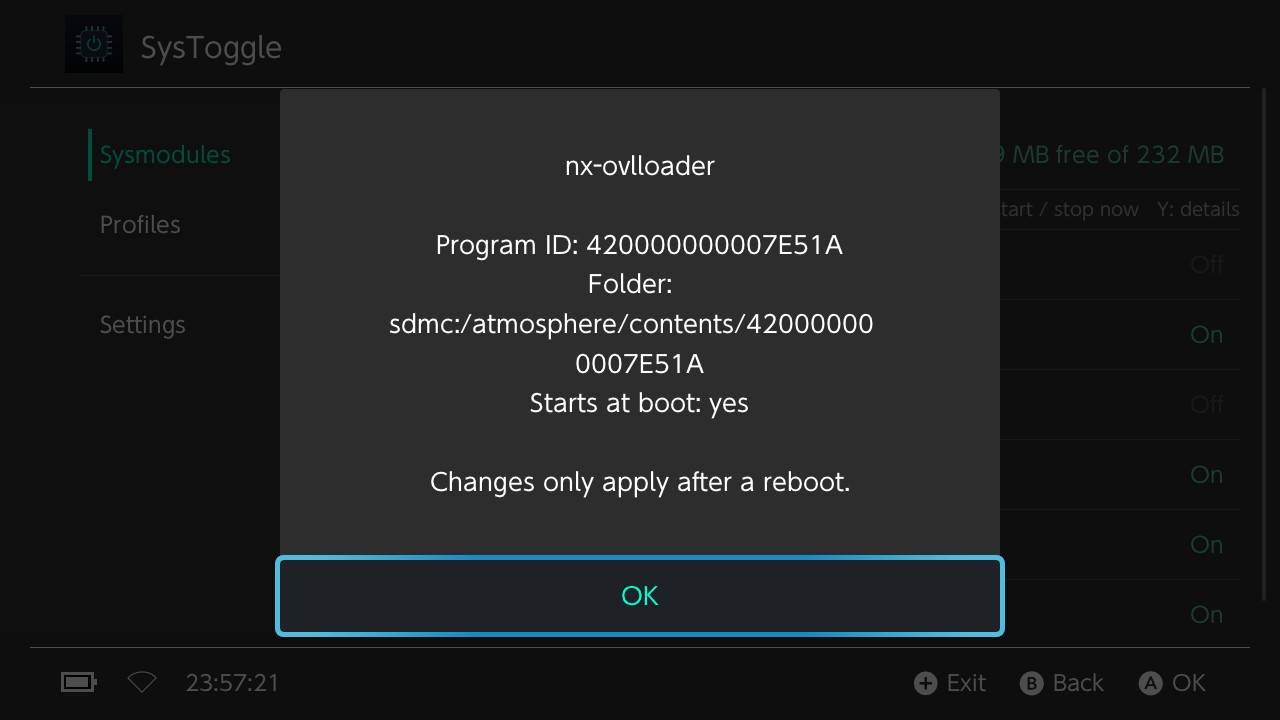 SysToggle
Sysmodules
Profiles
Settings
MB free of 232 MB
/ stop now Y: details
Off
On
Off
On
On
On
nx-ovlloader
Program ID: 420000000007E51A
Folder:
sdmc:/atmosphere/contents/42000000
0007E51A
Starts at boot: yes
Changes only apply after a reboot.
OK
23:57:21
+ Exit
B Back
A OK